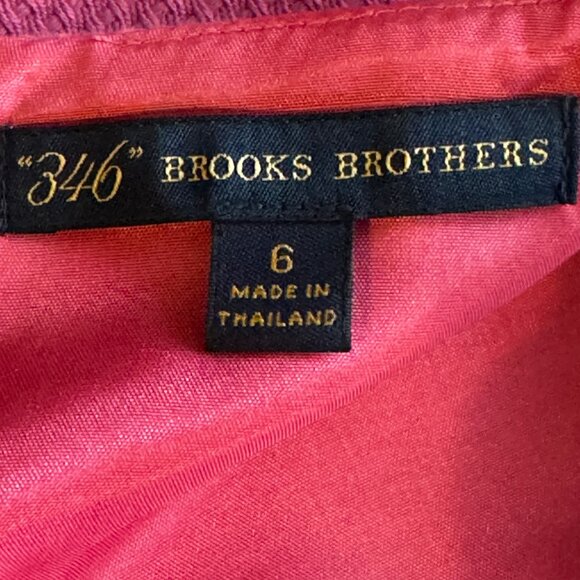 "346" BROOKS BROTHERS
6
MADE IN
THAILAND